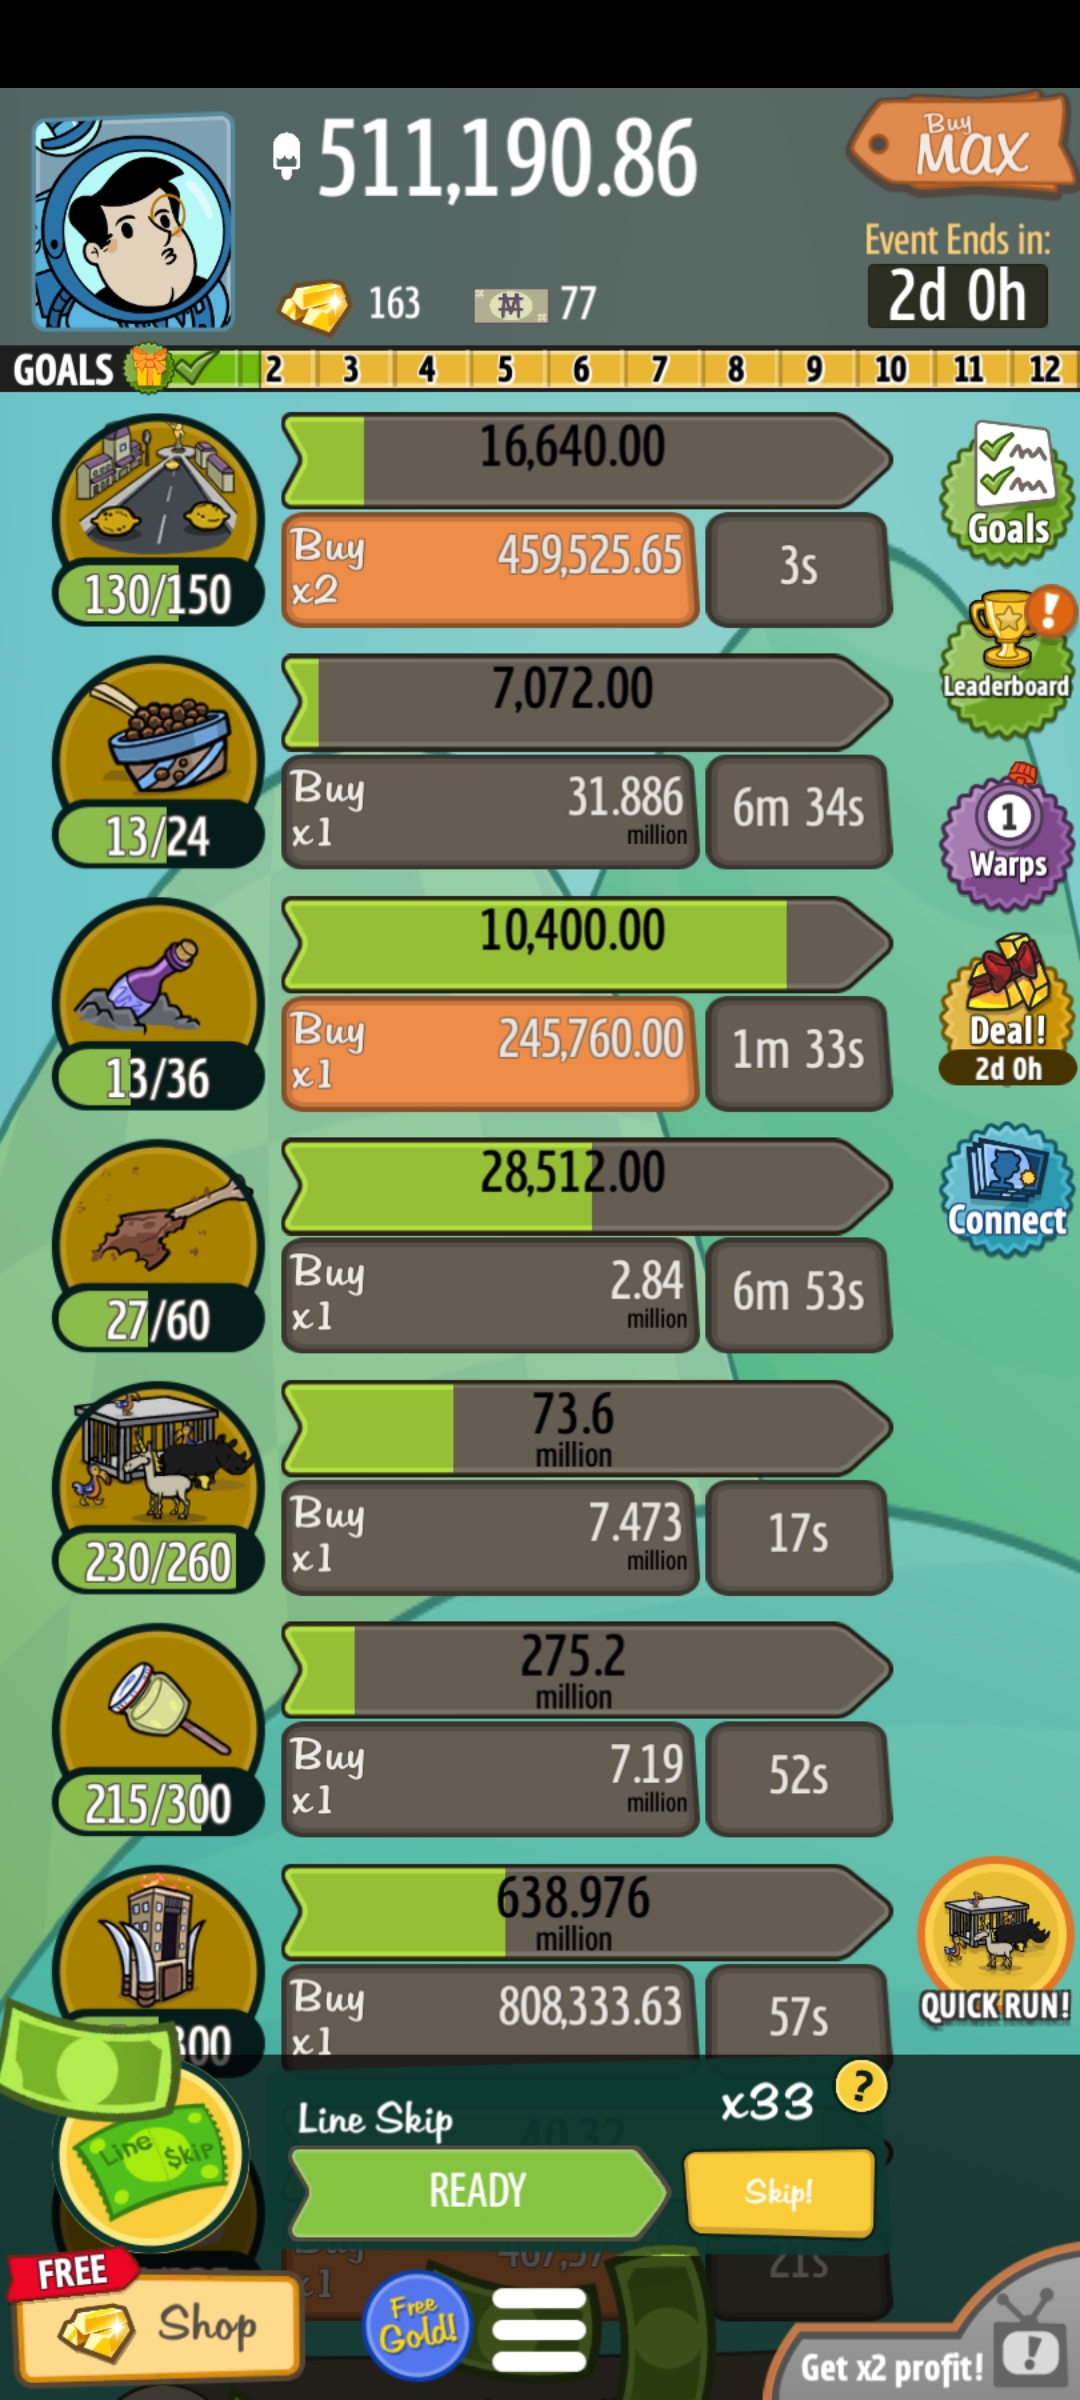 511,190.86
Buy
MAX
Event Ends in:
2d 0h
163
77
GOALS 2 3 4 5 6 7 8 9 10 11 12
16,640.00
Buy
x2
459,525.65
3s
130/150
Goals
Leaderboard
7,072.00
Buy
x1
31.886
million
6m 34s
13/24
1
Warps
10,400.00
Buy
x1
245,760.00
1m 33s
13/36
Deal!
2d 0h
28,512.00
Buy
x1
2.84
million
6m 53s
27/60
Connect
73.6
million
Buy
x1
7.473
million
17s
230/260
275.2
million
Buy
x1
7.19
million
52s
215/300
638.976
million
Buy
x1
808,333.63
57s
QUICK RUN!
Line Skip
x33
?
Line $kip
READY
Skip!
40.32
Buy
x1
21s
FREE
Shop
Free
Gold!
Get x2 profit!